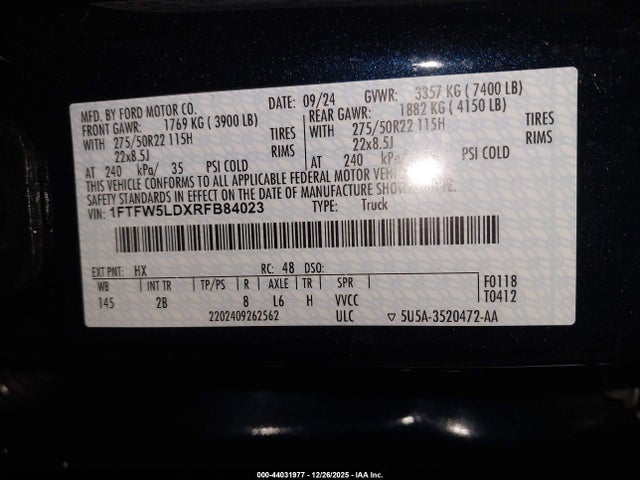 MFD. BY FORD MOTOR CO. DATE: 09/24 GVWR: 3357 KG ( 7400 LB)
FRONT GAWR: 1769 KG ( 3900 LB) REAR GAWR: 1882 KG ( 4150 LB)
WITH 275/50R22 115H TIRES WITH 275/50R22 115H TIRES
22x8.5J RIMS 22x8.5J RIMS
AT 240 kPa/ 35 PSI COLD AT 240 kPa/ PSI COLD
THIS VEHICLE CONFORMS TO ALL APPLICABLE FEDERAL MOTOR
SAFETY STANDARDS IN EFFECT ON THE DATE OF MANUFACTURE
VIN: 1FTFW5LDXRFB84023 TYPE: Truck
EXT PNT: HX RC: 48 DSO:
WB INT TR TP/PS R AXLE TR SPR F0118
145 2B 8 L6 H VVCC T0412
2202409262562 ULC ▽ 5U5A-3520472-AA
000-44031977 - 12/26/2025 - IAA Inc.